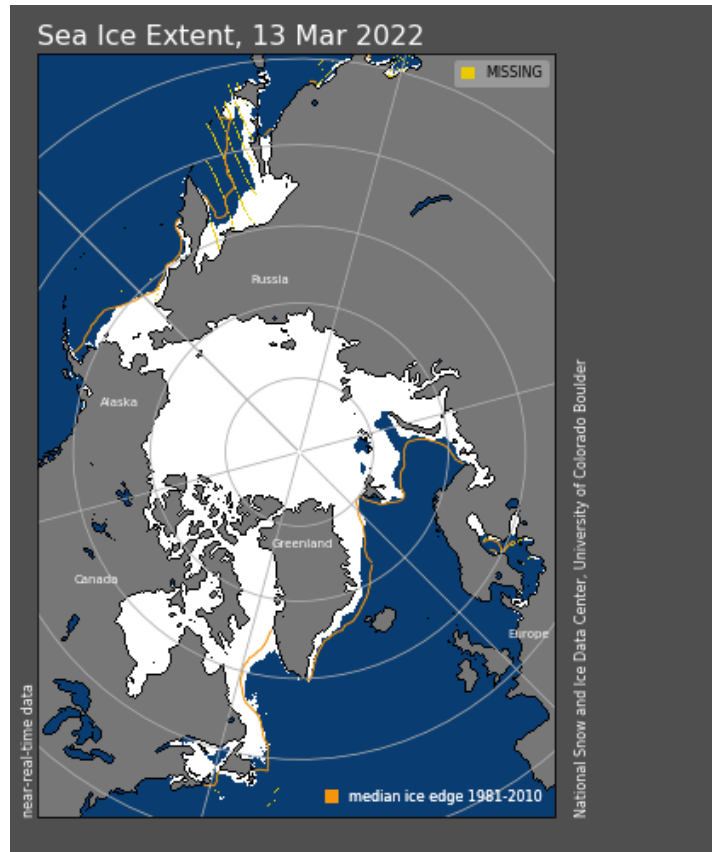 Sea Ice Extent, 13 Mar 2022
MISSING
Russia
Alaska
Greenland
Canada
Europe
near-real-time data
median ice edge 1981-2010
National Snow and Ice Data Center, University of Colorado Boulder